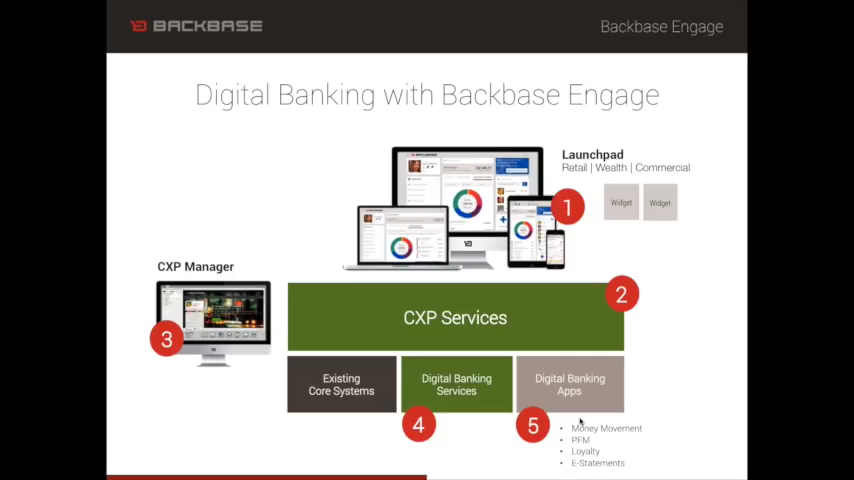 BACKBASE
Backbase Engage
Digital Banking with Backbase Engage
Launchpad
Retail | Wealth | Commercial
Widget
Widget
1
CXP Manager
2
CXP Services
3
Existing
Core Systems
Digital Banking
Services
Digital Banking
Apps
4
5
• Money Movement
• PFM
• Loyalty
• E-Statements